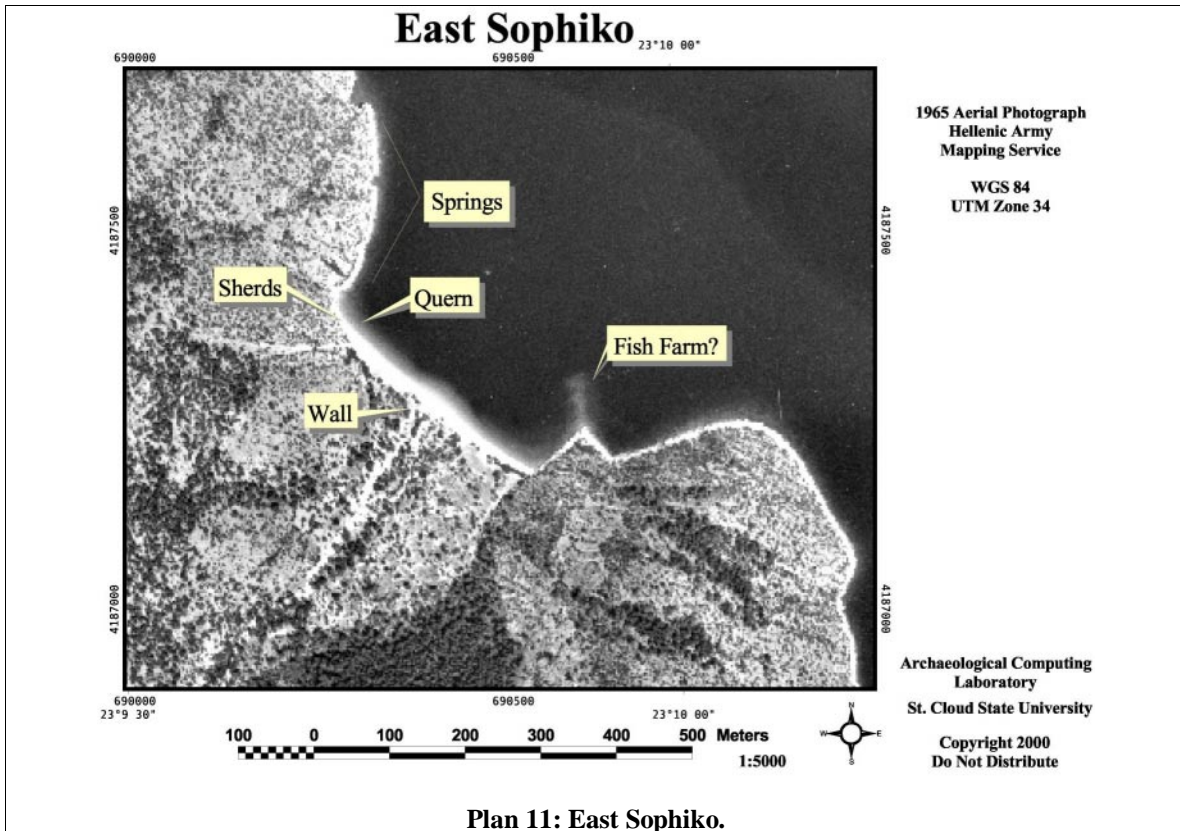 East Sophiko
690000 690500 23°10 00"
1965 Aerial Photograph
Hellenic Army
Mapping Service
WGS 84
UTM Zone 34
4187500
4187500
Springs
Sherds
Quern
Fish Farm?
Wall
4187000
4187000
Archaeological Computing
Laboratory
St. Cloud State University
Copyright 2000
Do Not Distribute
690000 690500
23°9 30" 23°10 00"
100 0 100 200 300 400 500 Meters
1:5000
N
W E
S
Plan 11: East Sophiko.